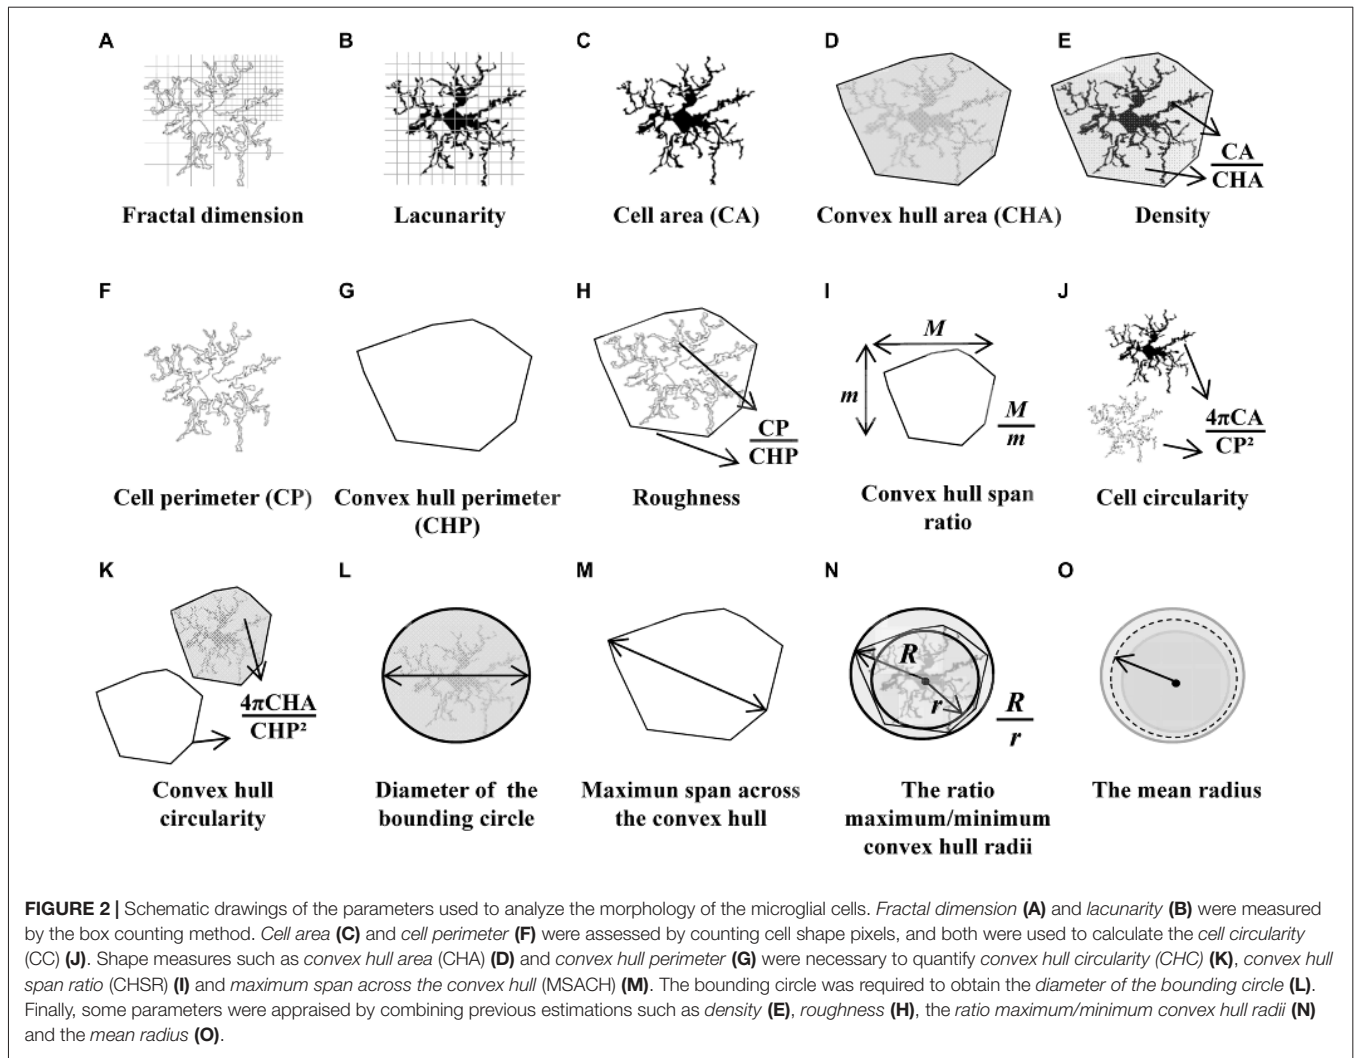 A B C D E
CA
CHA
Fractal dimension Lacunarity Cell area (CA) Convex hull area (CHA) Density
F G H I J
M
m
M
m
CP
CHP
4πCA
CP²
Cell perimeter (CP) Convex hull perimeter (CHP) Roughness Convex hull span ratio Cell circularity
K L M N O
4πCHA
CHP²
R
r
R
r
Convex hull circularity
Diameter of the bounding circle
Maximun span across the convex hull
The ratio maximum/minimum convex hull radii
The mean radius
FIGURE 2 | Schematic drawings of the parameters used to analyze the morphology of the microglial cells. Fractal dimension (A) and lacunarity (B) were measured
by the box counting method. Cell area (C) and cell perimeter (F) were assessed by counting cell shape pixels, and both were used to calculate the cell circularity
(CC) (J). Shape measures such as convex hull area (CHA) (D) and convex hull perimeter (G) were necessary to quantify convex hull circularity (CHC) (K), convex hull
span ratio (CHSR) (I) and maximum span across the convex hull (MSACH) (M). The bounding circle was required to obtain the diameter of the bounding circle (L).
Finally, some parameters were appraised by combining previous estimations such as density (E), roughness (H), the ratio maximum/minimum convex hull radii (N)
and the mean radius (O).